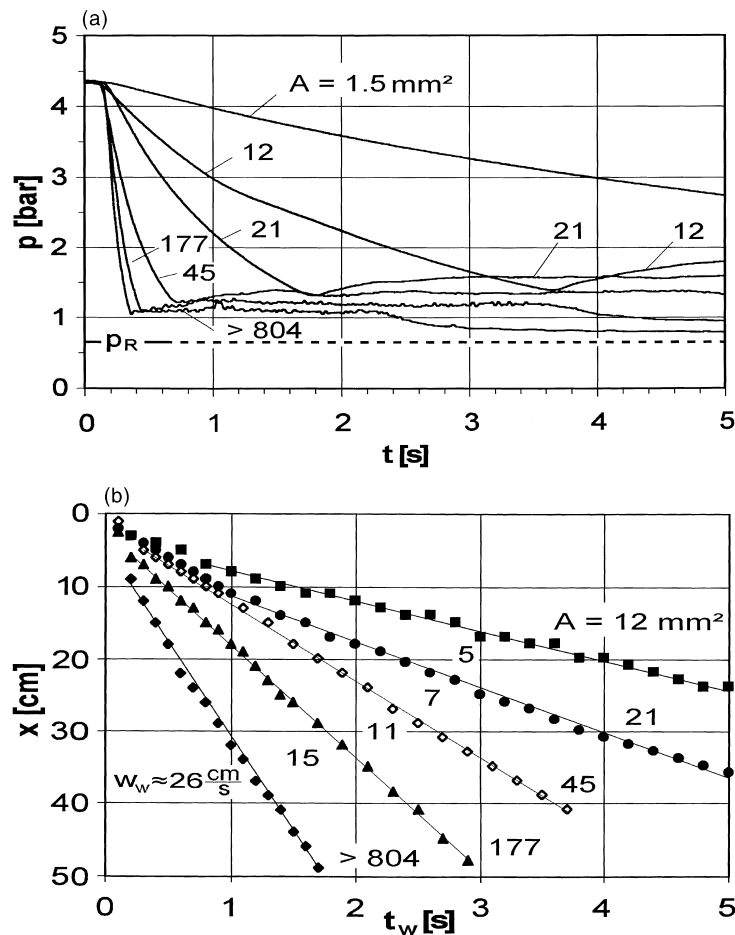 (a)
5
4
3
2
1
0
p [bar]
A = 1.5 mm²
12
21
177
45
> 804
21
12
pR
0 1 2 3 4 5
t [s]
(b)
0
10
20
30
40
50
x [cm]
A = 12 mm²
5
7
21
11
15
45
ww≈26 cm/s
177
> 804
0 1 2 3 4 5
tw [s]